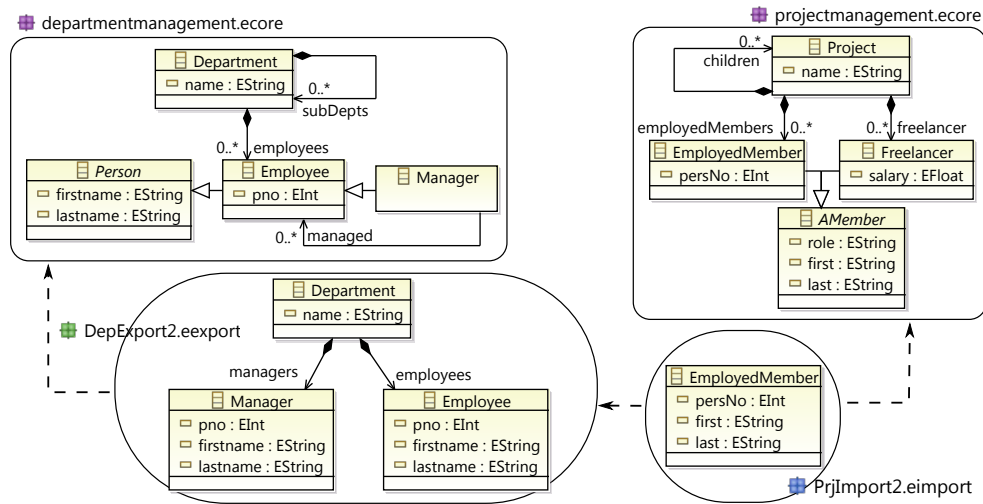 departmentmanagement.ecore
Department
name : EString
0..*
subDepts
0..*
employees
Person
firstname : EString
lastname : EString
Employee
pno : EInt
Manager
0..*
managed
projectmanagement.ecore
0..*
children
Project
name : EString
employedMembers
0..*
0..*
freelancer
EmployedMember
persNo : EInt
Freelancer
salary : EFloat
AMember
role : EString
first : EString
last : EString
DepExport2.eexport
Department
name : EString
managers
employees
Manager
pno : EInt
firstname : EString
lastname : EString
Employee
pno : EInt
firstname : EString
lastname : EString
EmployedMember
persNo : EInt
first : EString
last : EString
PrjImport2.eimport